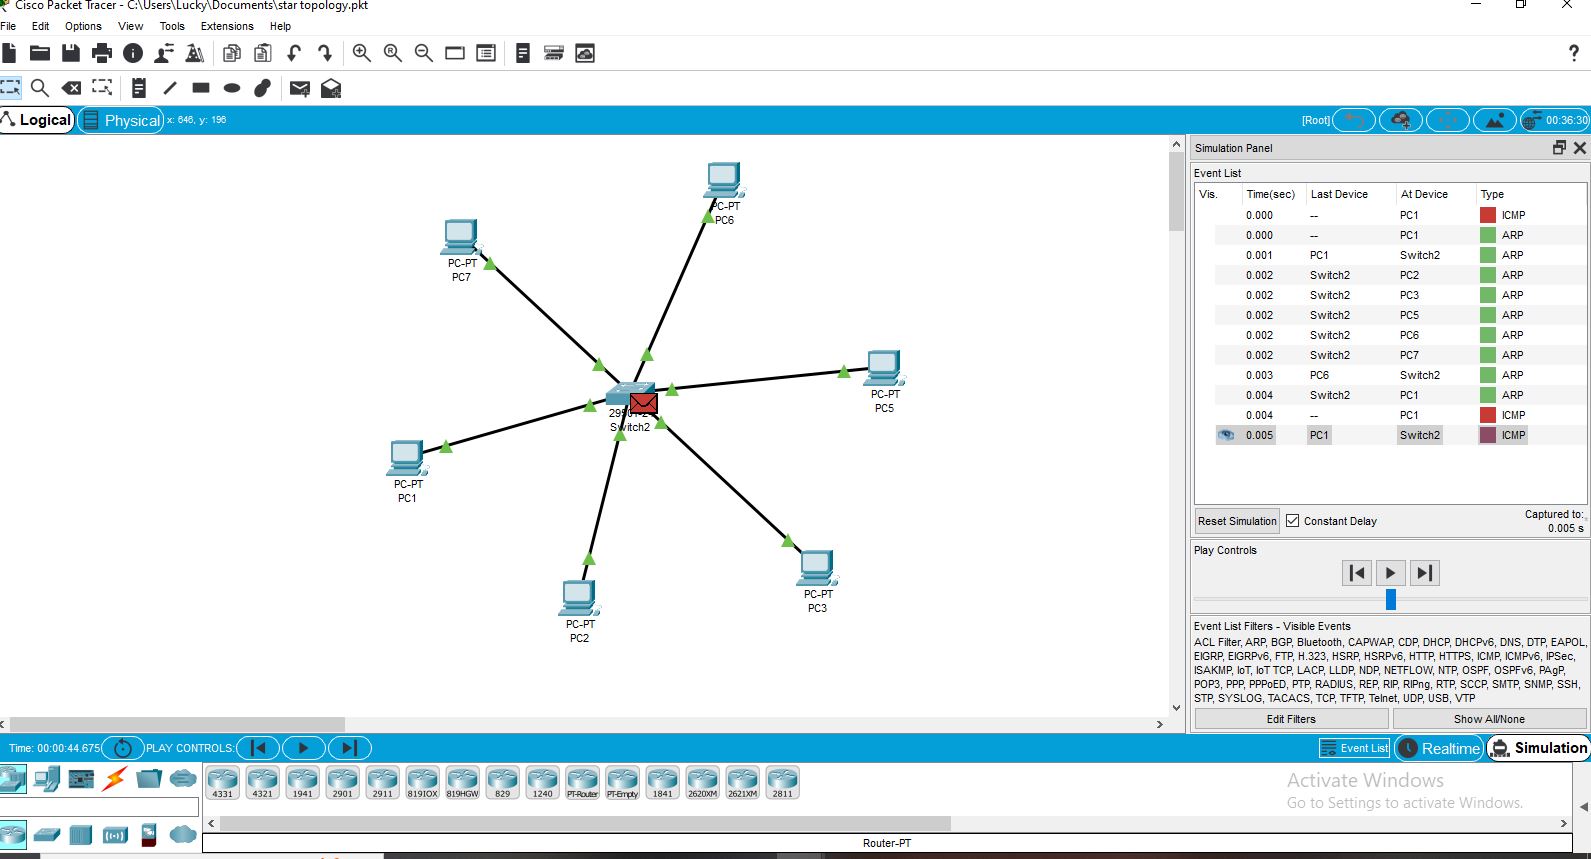 Cisco Packet Tracer - C:\Users\Lucky\Documents\star topology.pkt
File Edit Options View Tools Extensions Help
?
Logical Physical x: 646, y: 196 [Root] 00:36:30
Simulation Panel
Event List
Vis. Time(sec) Last Device At Device Type
0.000 -- PC1 ICMP
0.000 -- PC1 ARP
0.001 PC1 Switch2 ARP
0.002 Switch2 PC2 ARP
0.002 Switch2 PC3 ARP
0.002 Switch2 PC5 ARP
0.002 Switch2 PC6 ARP
0.002 Switch2 PC7 ARP
0.003 PC6 Switch2 ARP
0.004 Switch2 PC1 ARP
0.004 -- PC1 ICMP
0.005 PC1 Switch2 ICMP
Reset Simulation Constant Delay
Captured to:
0.005 s
Play Controls
Event List Filters - Visible Events
ACL Filter, ARP, BGP, Bluetooth, CAPWAP, CDP, DHCP, DHCPv6, DNS, DTP, EAPOL,
EIGRP, EIGRPv6, FTP, H.323, HSRP, HSRPv6, HTTP, HTTPS, ICMP, ICMPv6, IPSec,
ISAKMP, IoT, IoT TCP, LACP, LLDP, NDP, NETFLOW, NTP, OSPF, OSPFv6, PAgP,
POP3, PPP, PPPoED, PTP, RADIUS, REP, RIP, RIPng, RTP, SCCP, SMTP, SNMP, SSH,
STP, SYSLOG, TACACS, TCP, TFTP, Telnet, UDP, USB, VTP
Edit Filters Show All/None
PC-PT
PC6
PC-PT
PC7
PC-PT
PC5
Switch2
PC-PT
PC1
PC-PT
PC3
PC-PT
PC2
Time: 00:00:44.675 PLAY CONTROLS: Event List Realtime Simulation
4331 4321 1941 2901 2911 819IOX 819HGW 829 1240 PT-Router PT-Empty 1841 2620XM 2621XM 2811
Activate Windows
Go to Settings to activate Windows.
Router-PT